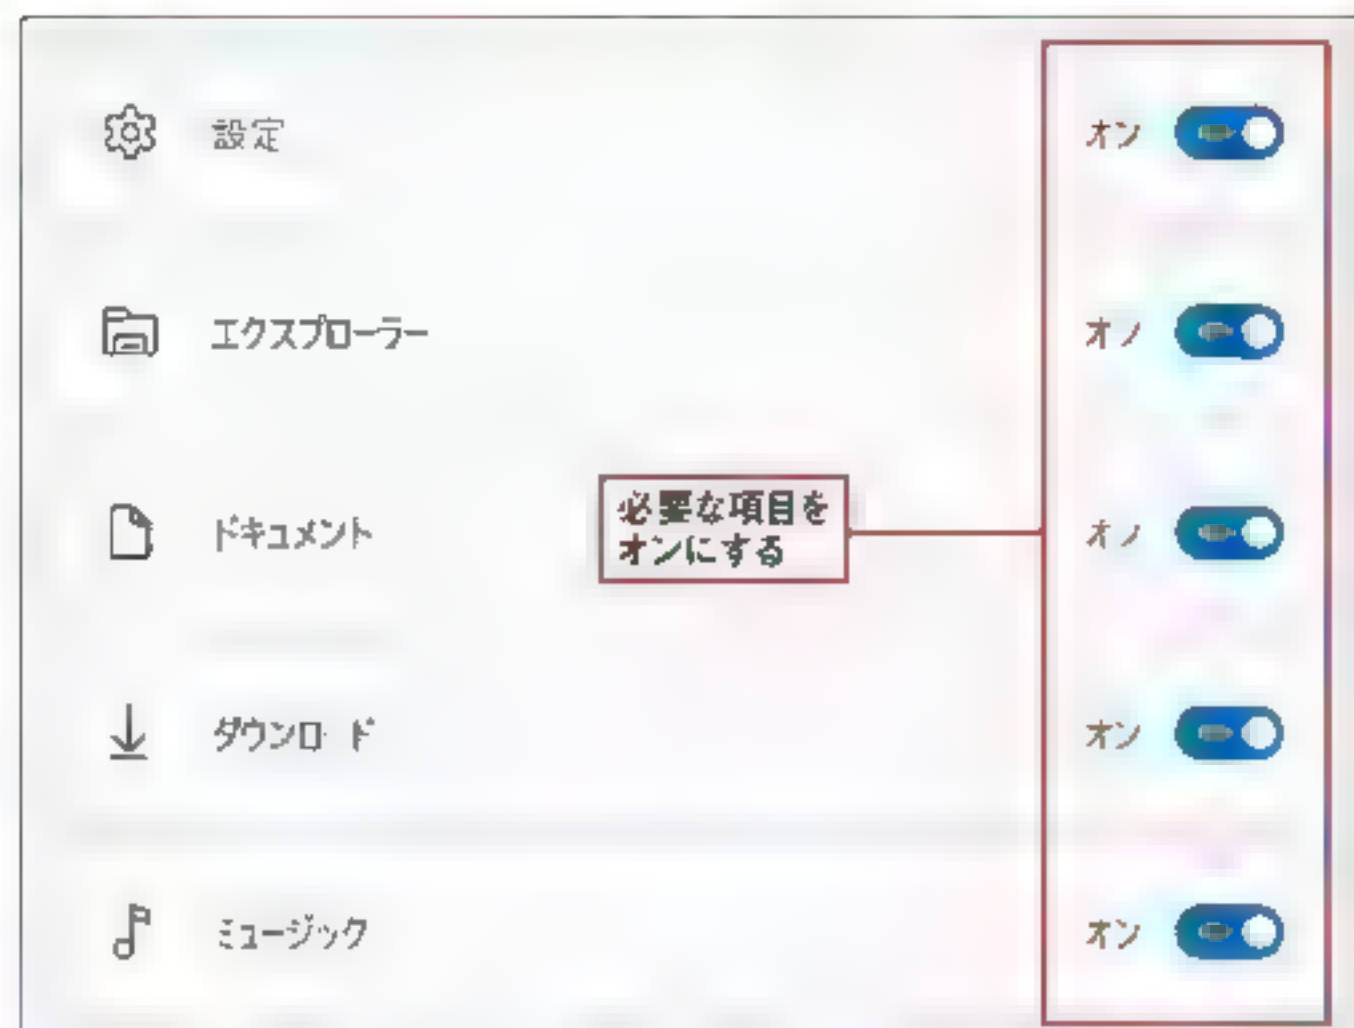 設定 オン
エクスプローラー オン
必要な項目を
オンにする
ドキュメント オン
ダウンロード オン
ミュージック オン